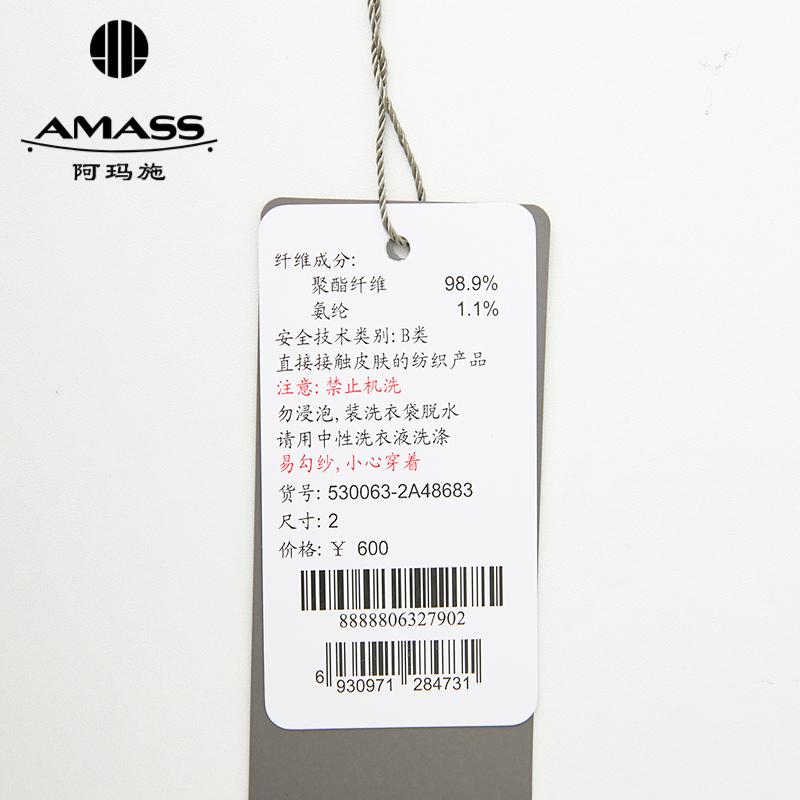 AMASS
阿玛施
纤维成分:
聚酯纤维 98.9%
氨纶 1.1%
安全技术类别: B类
直接接触皮肤的纺织产品
注意: 禁止机洗
勿浸泡, 装洗衣袋脱水
请用中性洗衣液洗涤
易勾纱, 小心穿着
货号: 530063-2A48683
尺寸: 2
价格: ¥ 600
8888806327902
6 930971 284731